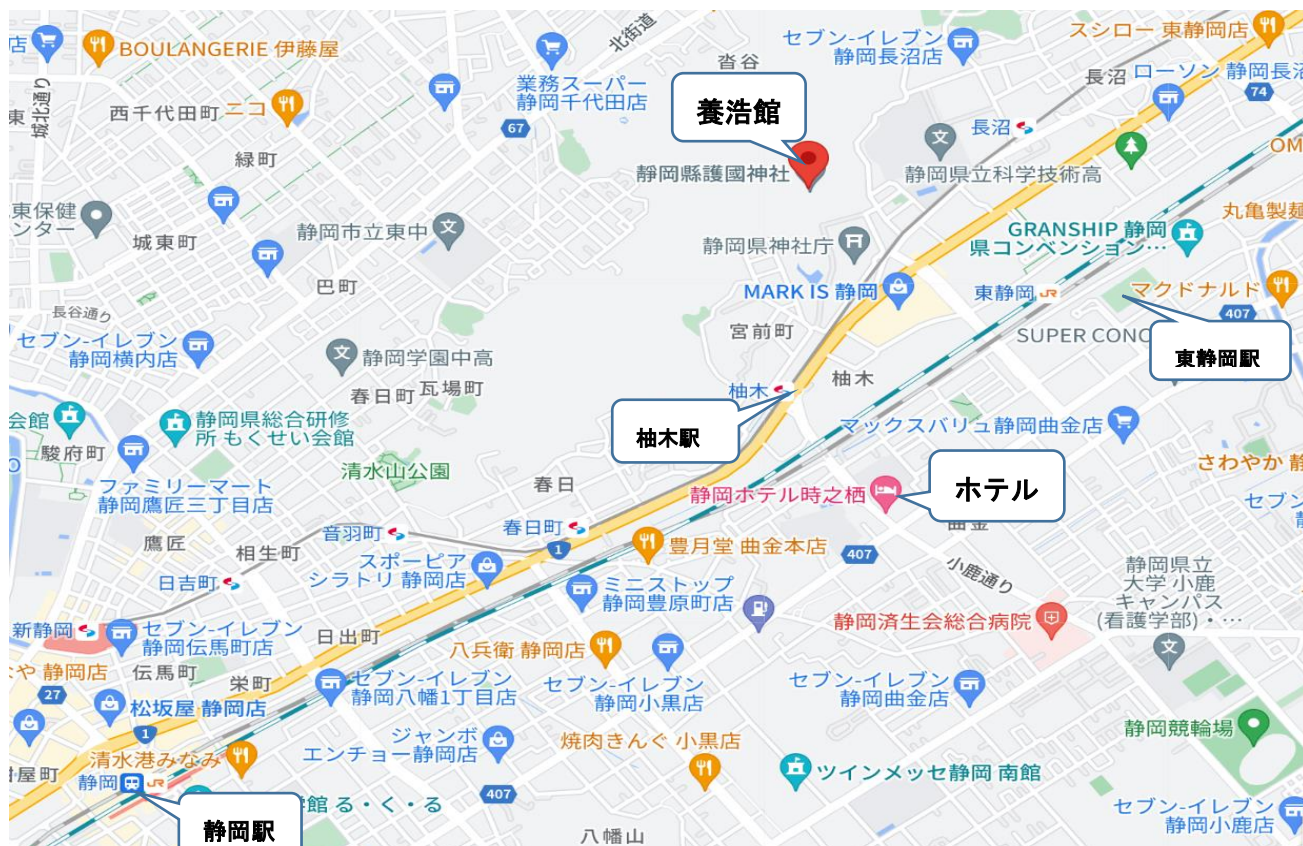 店
BOULANGERIE 伊藤屋
北街道
セブン-イレブン
静岡長沼店
スシロー 東静岡店
沓谷
業務スーパー
静岡千代田店
長沼
ローソン 静岡長沼
74
東
城北通り
西千代田町
ニコ
67
養浩館
長沼
静岡県立科学技術高
OM
緑町
靜岡縣護國神社
東保健
ンター
城東町
静岡市立東中
静岡県神社庁
GRANSHIP 静岡
県コンベンション…
丸亀製麺
巴町
MARK IS 静岡
東静岡 JR
マクドナルド
407
長谷通り
セブン-イレブン
静岡横内店
静岡学園中高
宮前町
SUPER CONC
東静岡駅
春日町
瓦場町
柚木
柚木
会館
静岡県総合研修
所 もくせい会館
柚木駅
マックスバリュ静岡曲金店
駿府町
清水山公園
さわやか 静
ファミリーマート
静岡鷹匠三丁目店
春日
静岡ホテル時之栖
ホテル
曲金
セブ
鷹匠
相生町
音羽町
春日町
1
豊月堂 曲金本店
407
小鹿通り
静岡県立
大学 小鹿
キャンパス
(看護学部)・…
日吉町
スポーピア
シラトリ 静岡店
ミニストップ
静岡豊原町店
静岡済生会総合病院
新静岡
セブン-イレブン
静岡伝馬町店
日出町
八兵衛 静岡店
や 静岡店
伝馬町
栄町
27
セブン-イレブン
静岡八幡1丁目店
セブン-イレブン
静岡小黒店
セブン-イレブン
静岡曲金店
松坂屋 静岡店
1
ジャンボ
エンチョー静岡店
焼肉きんぐ 小黒店
静岡競輪場
清水港みなみ
ツインメッセ静岡 南館
屋町
静岡 JR
407
館 る・く・る
静岡駅
八幡山
セブン-イレブン
静岡小鹿店